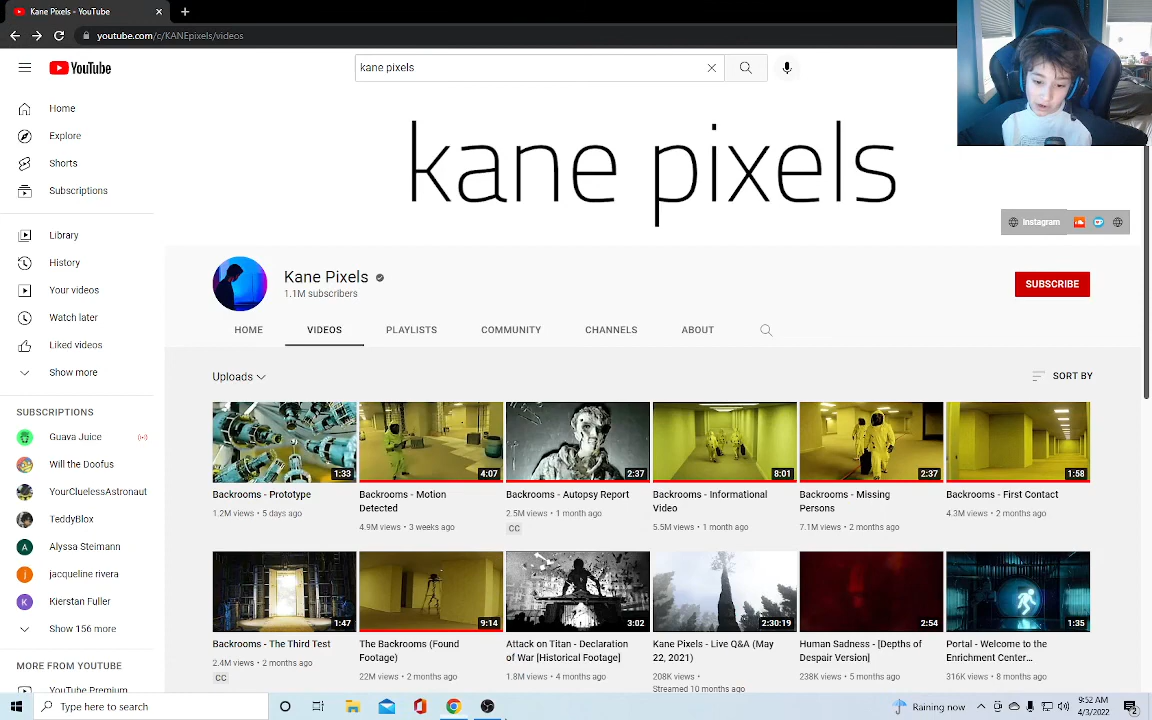 Kane Pixels - YouTube
youtube.com/c/KANEpixels/videos
YouTube
kane pixels
Home
Explore
Shorts
Subscriptions
Library
History
Your videos
Watch later
Liked videos
Show more
SUBSCRIPTIONS
Guava Juice
Will the Doofus
YourCluelessAstronaut
TeddyBlox
A Alyssa Steimann
j jacqueline rivera
K Kierstan Fuller
Show 156 more
MORE FROM YOUTUBE
YouTube Premium
kane pixels
Instagram
Kane Pixels
1.1M subscribers
SUBSCRIBE
HOME VIDEOS PLAYLISTS COMMUNITY CHANNELS ABOUT
Uploads
SORT BY
1:33
Backrooms - Prototype
1.2M views • 5 days ago
4:07
Backrooms - Motion
Detected
4.9M views • 3 weeks ago
2:37
Backrooms - Autopsy Report
2.5M views • 1 month ago
CC
8:01
Backrooms - Informational
Video
5.5M views • 1 month ago
2:37
Backrooms - Missing
Persons
7.1M views • 2 months ago
1:58
Backrooms - First Contact
4.3M views • 2 months ago
1:47
Backrooms - The Third Test
2.4M views • 2 months ago
CC
9:14
The Backrooms (Found
Footage)
22M views • 2 months ago
3:02
Attack on Titan - Declaration
of War [Historical Footage]
1.8M views • 4 months ago
2:30:19
Kane Pixels - Live Q&A (May
22, 2021)
208K views •
Streamed 10 months ago
2:54
Human Sadness - [Depths of
Despair Version]
238K views • 5 months ago
1:35
Portal - Welcome to the
Enrichment Center...
316K views • 8 months ago
Type here to search
Raining now
9:52 AM
4/3/2022
2